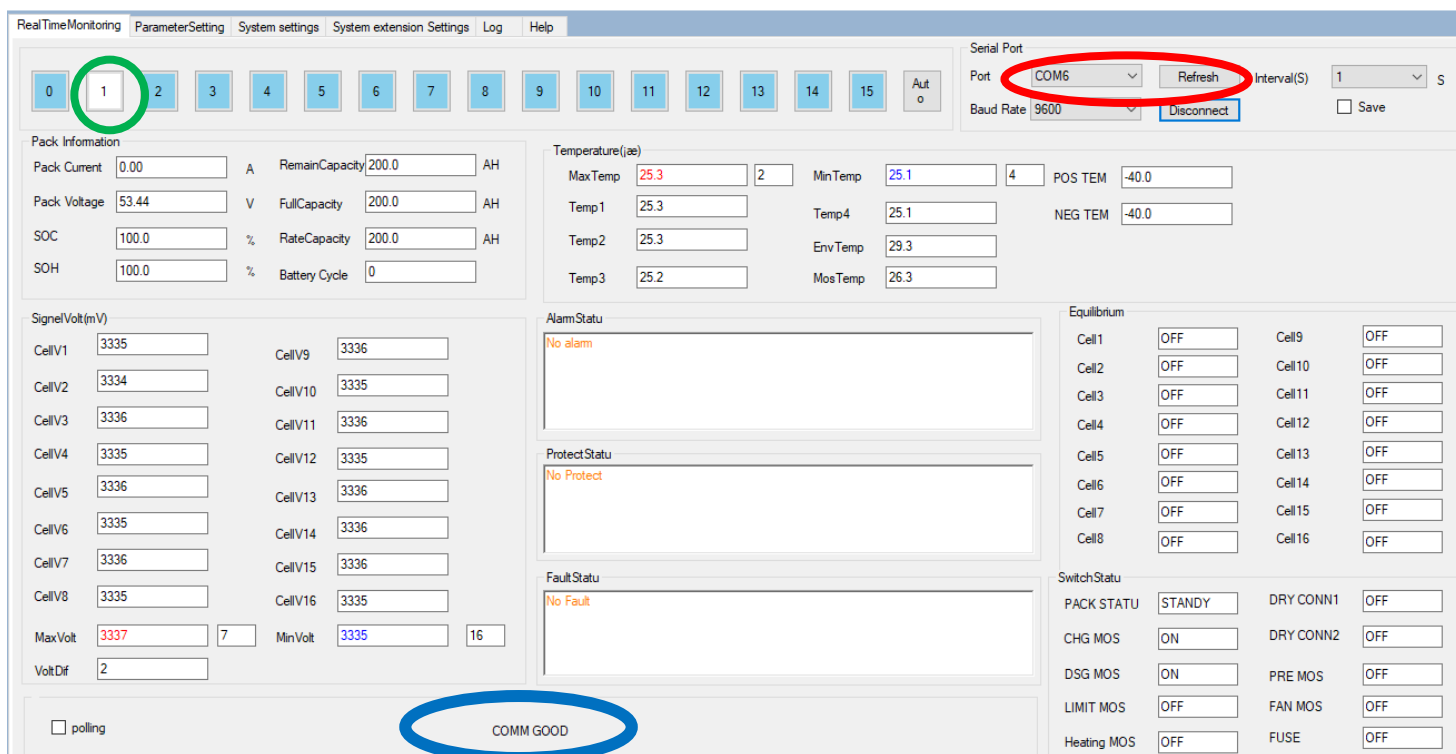 RealTimeMonitoring ParameterSetting System settings System extension Settings Log Help
0 1 2 3 4 5 6 7 8 9 10 11 12 13 14 15 Aut
o
Serial Port
Port COM6 Refresh Interval(S) 1 S
Baud Rate 9600 Disconnect Save
Pack Information
Pack Current 0.00 A RemainCapacity 200.0 AH
Pack Voltage 53.44 V FullCapacity 200.0 AH
SOC 100.0 % RateCapacity 200.0 AH
SOH 100.0 % Battery Cycle 0
Temperature(¡æ)
MaxTemp 25.3 2 MinTemp 25.1 4 POS TEM -40.0
Temp1 25.3 Temp4 25.1 NEG TEM -40.0
Temp2 25.3 EnvTemp 29.3
Temp3 25.2 MosTemp 26.3
SignelVolt(mV)
CellV1 3335 CellV9 3336
CellV2 3334 CellV10 3335
CellV3 3336 CellV11 3336
CellV4 3335 CellV12 3335
CellV5 3336 CellV13 3336
CellV6 3335 CellV14 3336
CellV7 3336 CellV15 3336
CellV8 3335 CellV16 3335
MaxVolt 3337 7 MinVolt 3335 16
VoltDif 2
AlarmStatu
No alarm
ProtectStatu
No Protect
FaultStatu
No Fault
Equilibrium
Cell1 OFF Cell9 OFF
Cell2 OFF Cell10 OFF
Cell3 OFF Cell11 OFF
Cell4 OFF Cell12 OFF
Cell5 OFF Cell13 OFF
Cell6 OFF Cell14 OFF
Cell7 OFF Cell15 OFF
Cell8 OFF Cell16 OFF
SwitchStatu
PACK STATU STANDY DRY CONN1 OFF
CHG MOS ON DRY CONN2 OFF
DSG MOS ON PRE MOS OFF
LIMIT MOS OFF FAN MOS OFF
Heating MOS OFF FUSE OFF
polling COMM GOOD